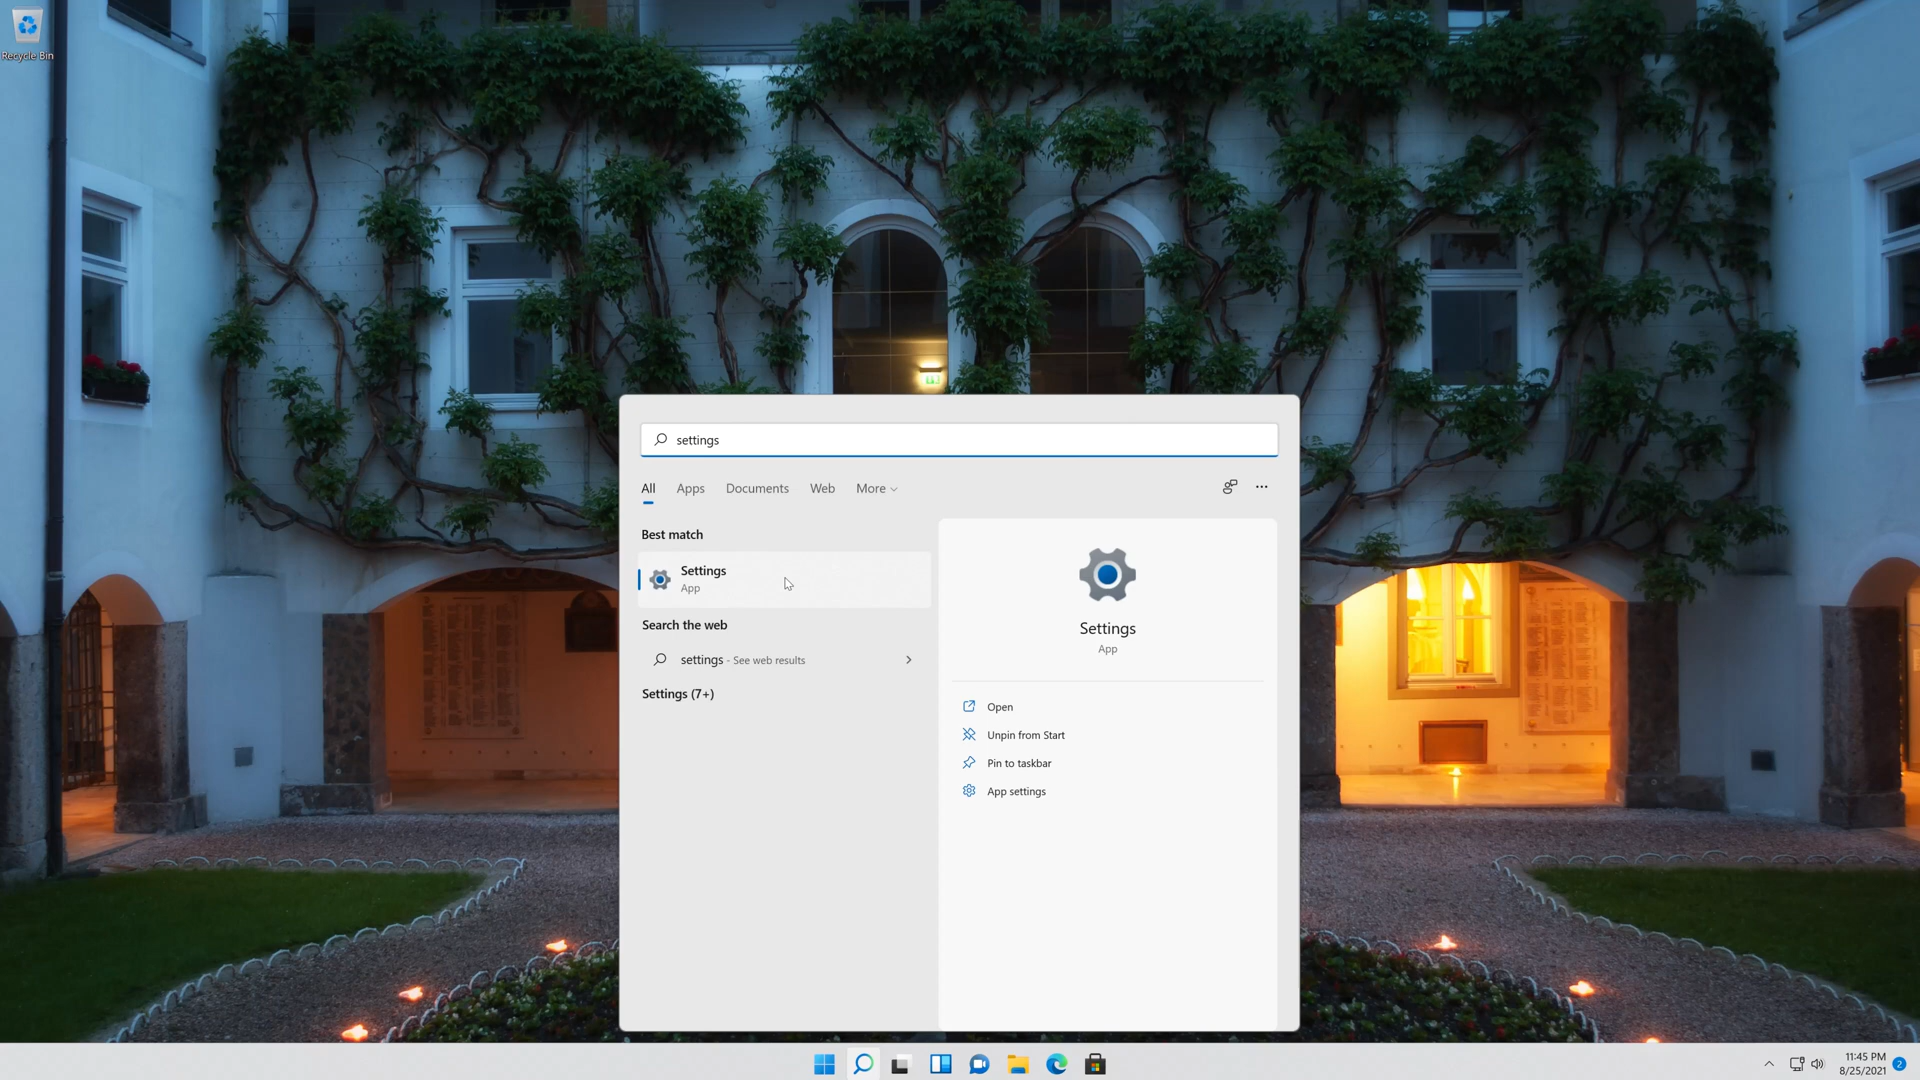 Recycle Bin
settings
All Apps Documents Web More
Best match
Settings
App
Search the web
settings - See web results
Settings (7+)
Settings
App
Open
Unpin from Start
Pin to taskbar
App settings
11:45 PM
8/25/2021
2